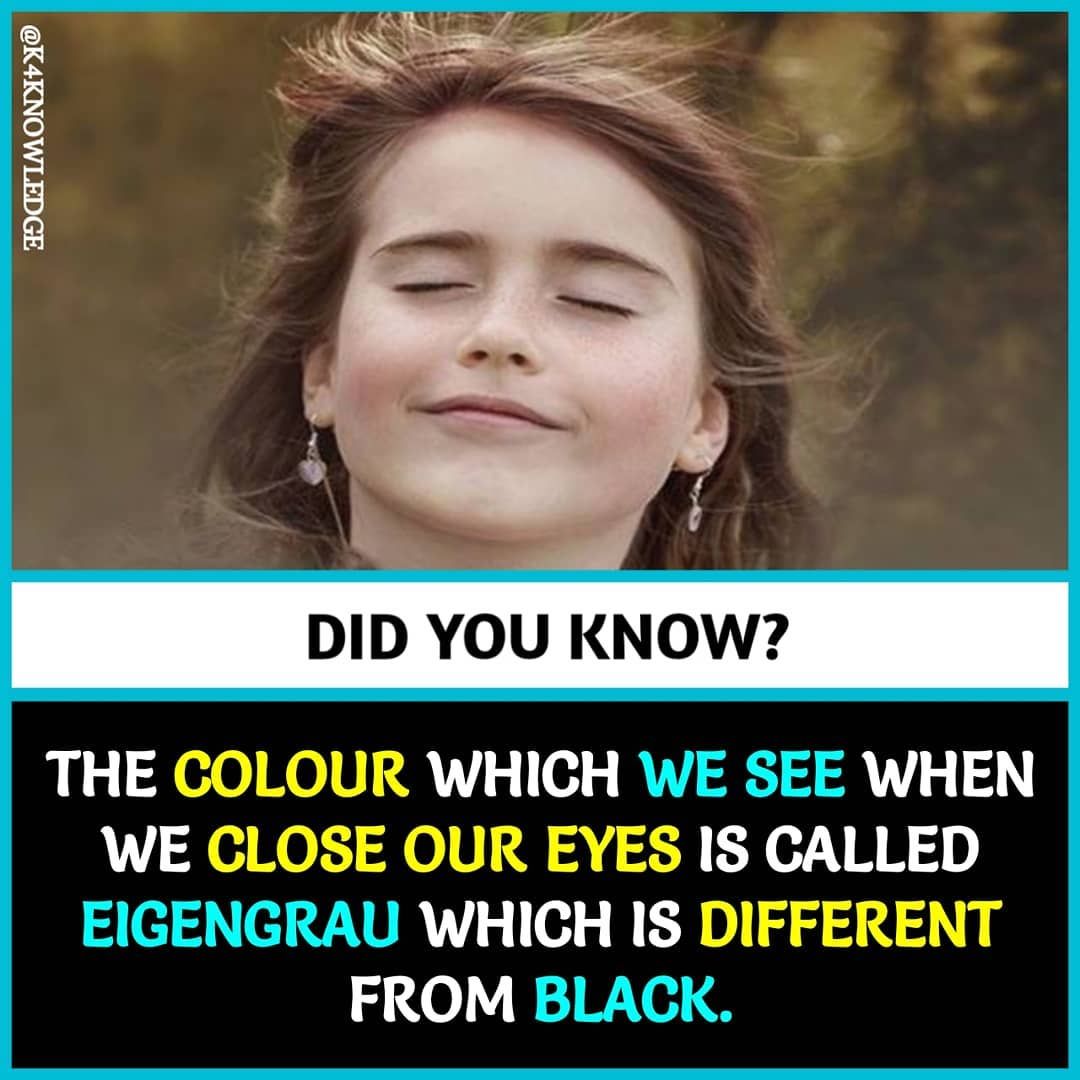 @K4KNOWLEDGE
DID YOU KNOW?
THE COLOUR WHICH WE SEE WHEN
WE CLOSE OUR EYES IS CALLED
EIGENGRAU WHICH IS DIFFERENT
FROM BLACK.